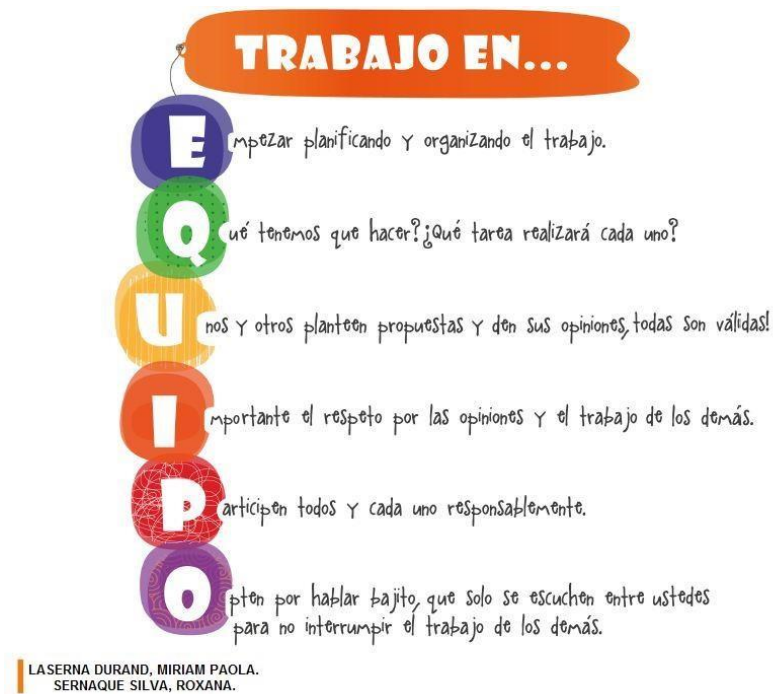 TRABAJO EN...
Empezar planificando y organizando el trabajo.
Qué tenemos que hacer?¿Qué tarea realizará cada uno?
Unos y otros planteen propuestas y den sus opiniones, todas son válidas!
Importante el respeto por las opiniones y el trabajo de los demás.
Participen todos y cada uno responsablemente.
Opten por hablar bajito, que solo se escuchen entre ustedes
para no interrumpir el trabajo de los demás.
LASERNA DURAND, MIRIAM PAOLA.
SERNAQUE SILVA, ROXANA.